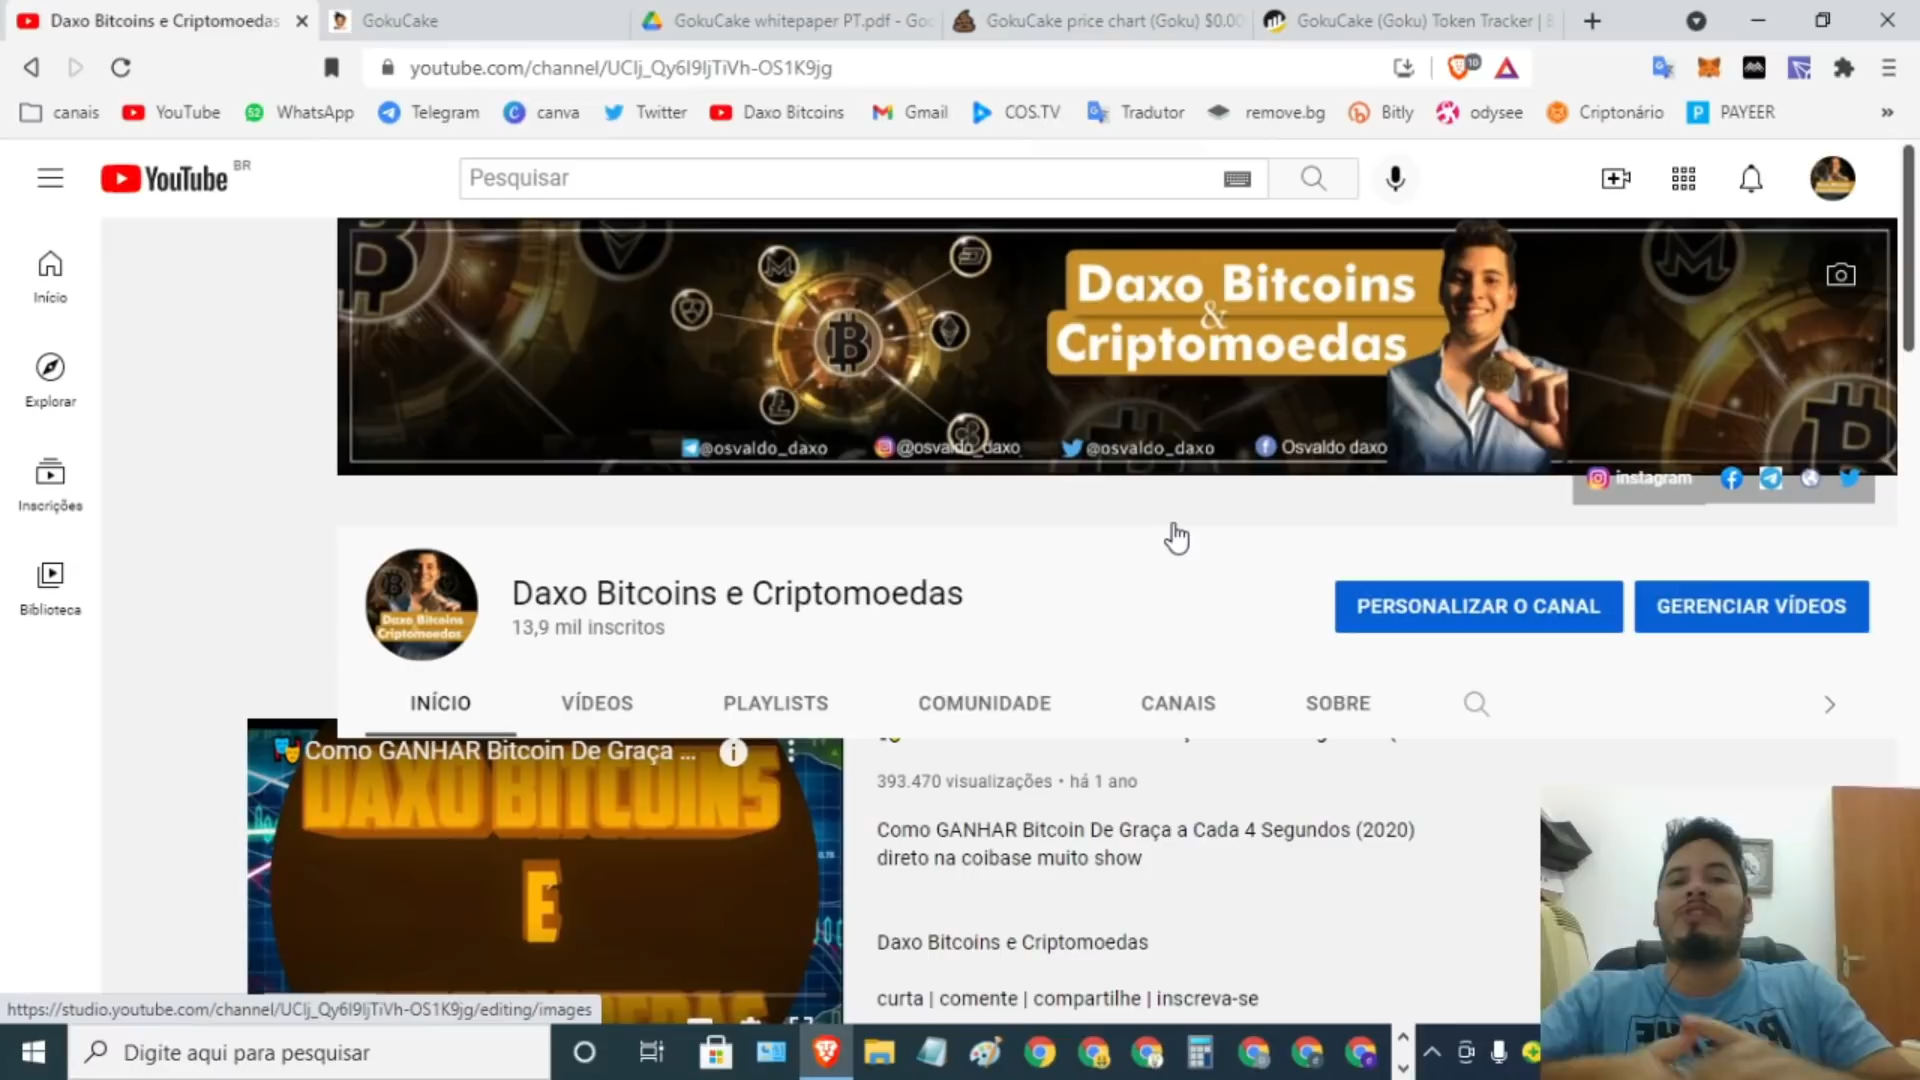 Daxo Bitcoins e Criptomoedas
GokuCake
GokuCake whitepaper PT.pdf - Goo
GokuCake price chart (Goku) $0.00
GokuCake (Goku) Token Tracker | B
youtube.com/channel/UCIj_Qy6I9IjTiVh-OS1K9jg
10
canais
YouTube
52
WhatsApp
Telegram
canva
Twitter
Daxo Bitcoins
Gmail
COS.TV
Tradutor
remove.bg
Bitly
odysee
Criptonário
PAYEER
YouTube BR
Pesquisar
Início
Explorar
Inscrições
Biblioteca
Daxo Bitcoins
&
Criptomoedas
@osvaldo_daxo
@osvaldo_daxo
@osvaldo_daxo
Osvaldo daxo
instagram
Daxo Bitcoins
Criptomoedas
Daxo Bitcoins e Criptomoedas
13,9 mil inscritos
PERSONALIZAR O CANAL
GERENCIAR VÍDEOS
INÍCIO
VÍDEOS
PLAYLISTS
COMUNIDADE
CANAIS
SOBRE
Como GANHAR Bitcoin De Graça ...
DAXO BITCOINS
E
393.470 visualizações • há 1 ano
Como GANHAR Bitcoin De Graça a Cada 4 Segundos (2020)
direto na coibase muito show
Daxo Bitcoins e Criptomoedas
curta | comente | compartilhe | inscreva-se
https://studio.youtube.com/channel/UCIj_Qy6I9IjTiVh-OS1K9jg/editing/images
Digite aqui para pesquisar